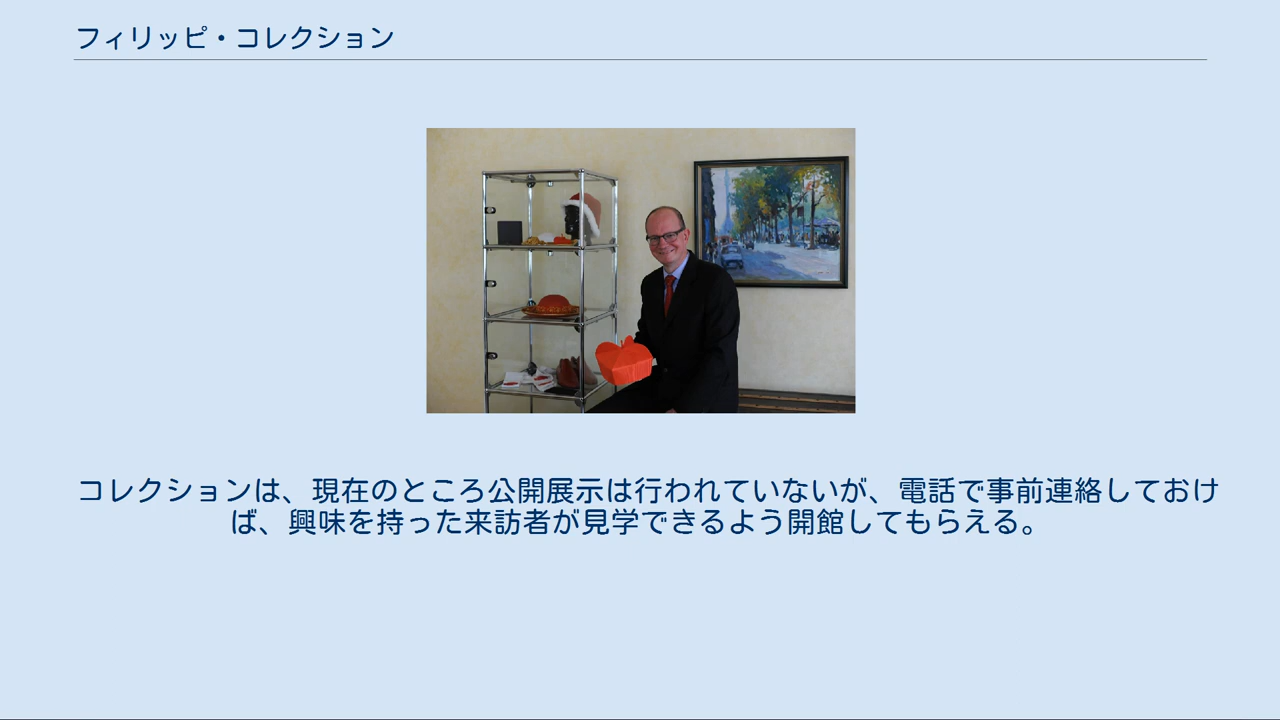 フィリッピ・コレクション
コレクションは、現在のところ公開展示は行われていないが、電話で事前連絡しておけ
ば、興味を持った来訪者が見学できるよう開館してもらえる。